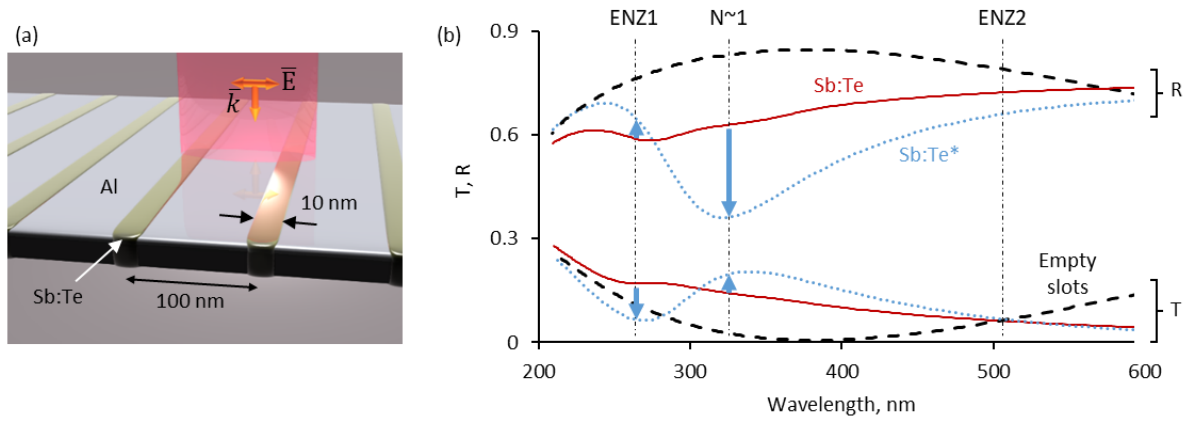 (a)
E
k
Al
10 nm
Sb:Te
100 nm
(b)
ENZ1
N~1
ENZ2
0.9
0.6
0.3
0
T, R
Sb:Te
Sb:Te*
R
Empty
slots
T
200
300
400
500
600
Wavelength, nm